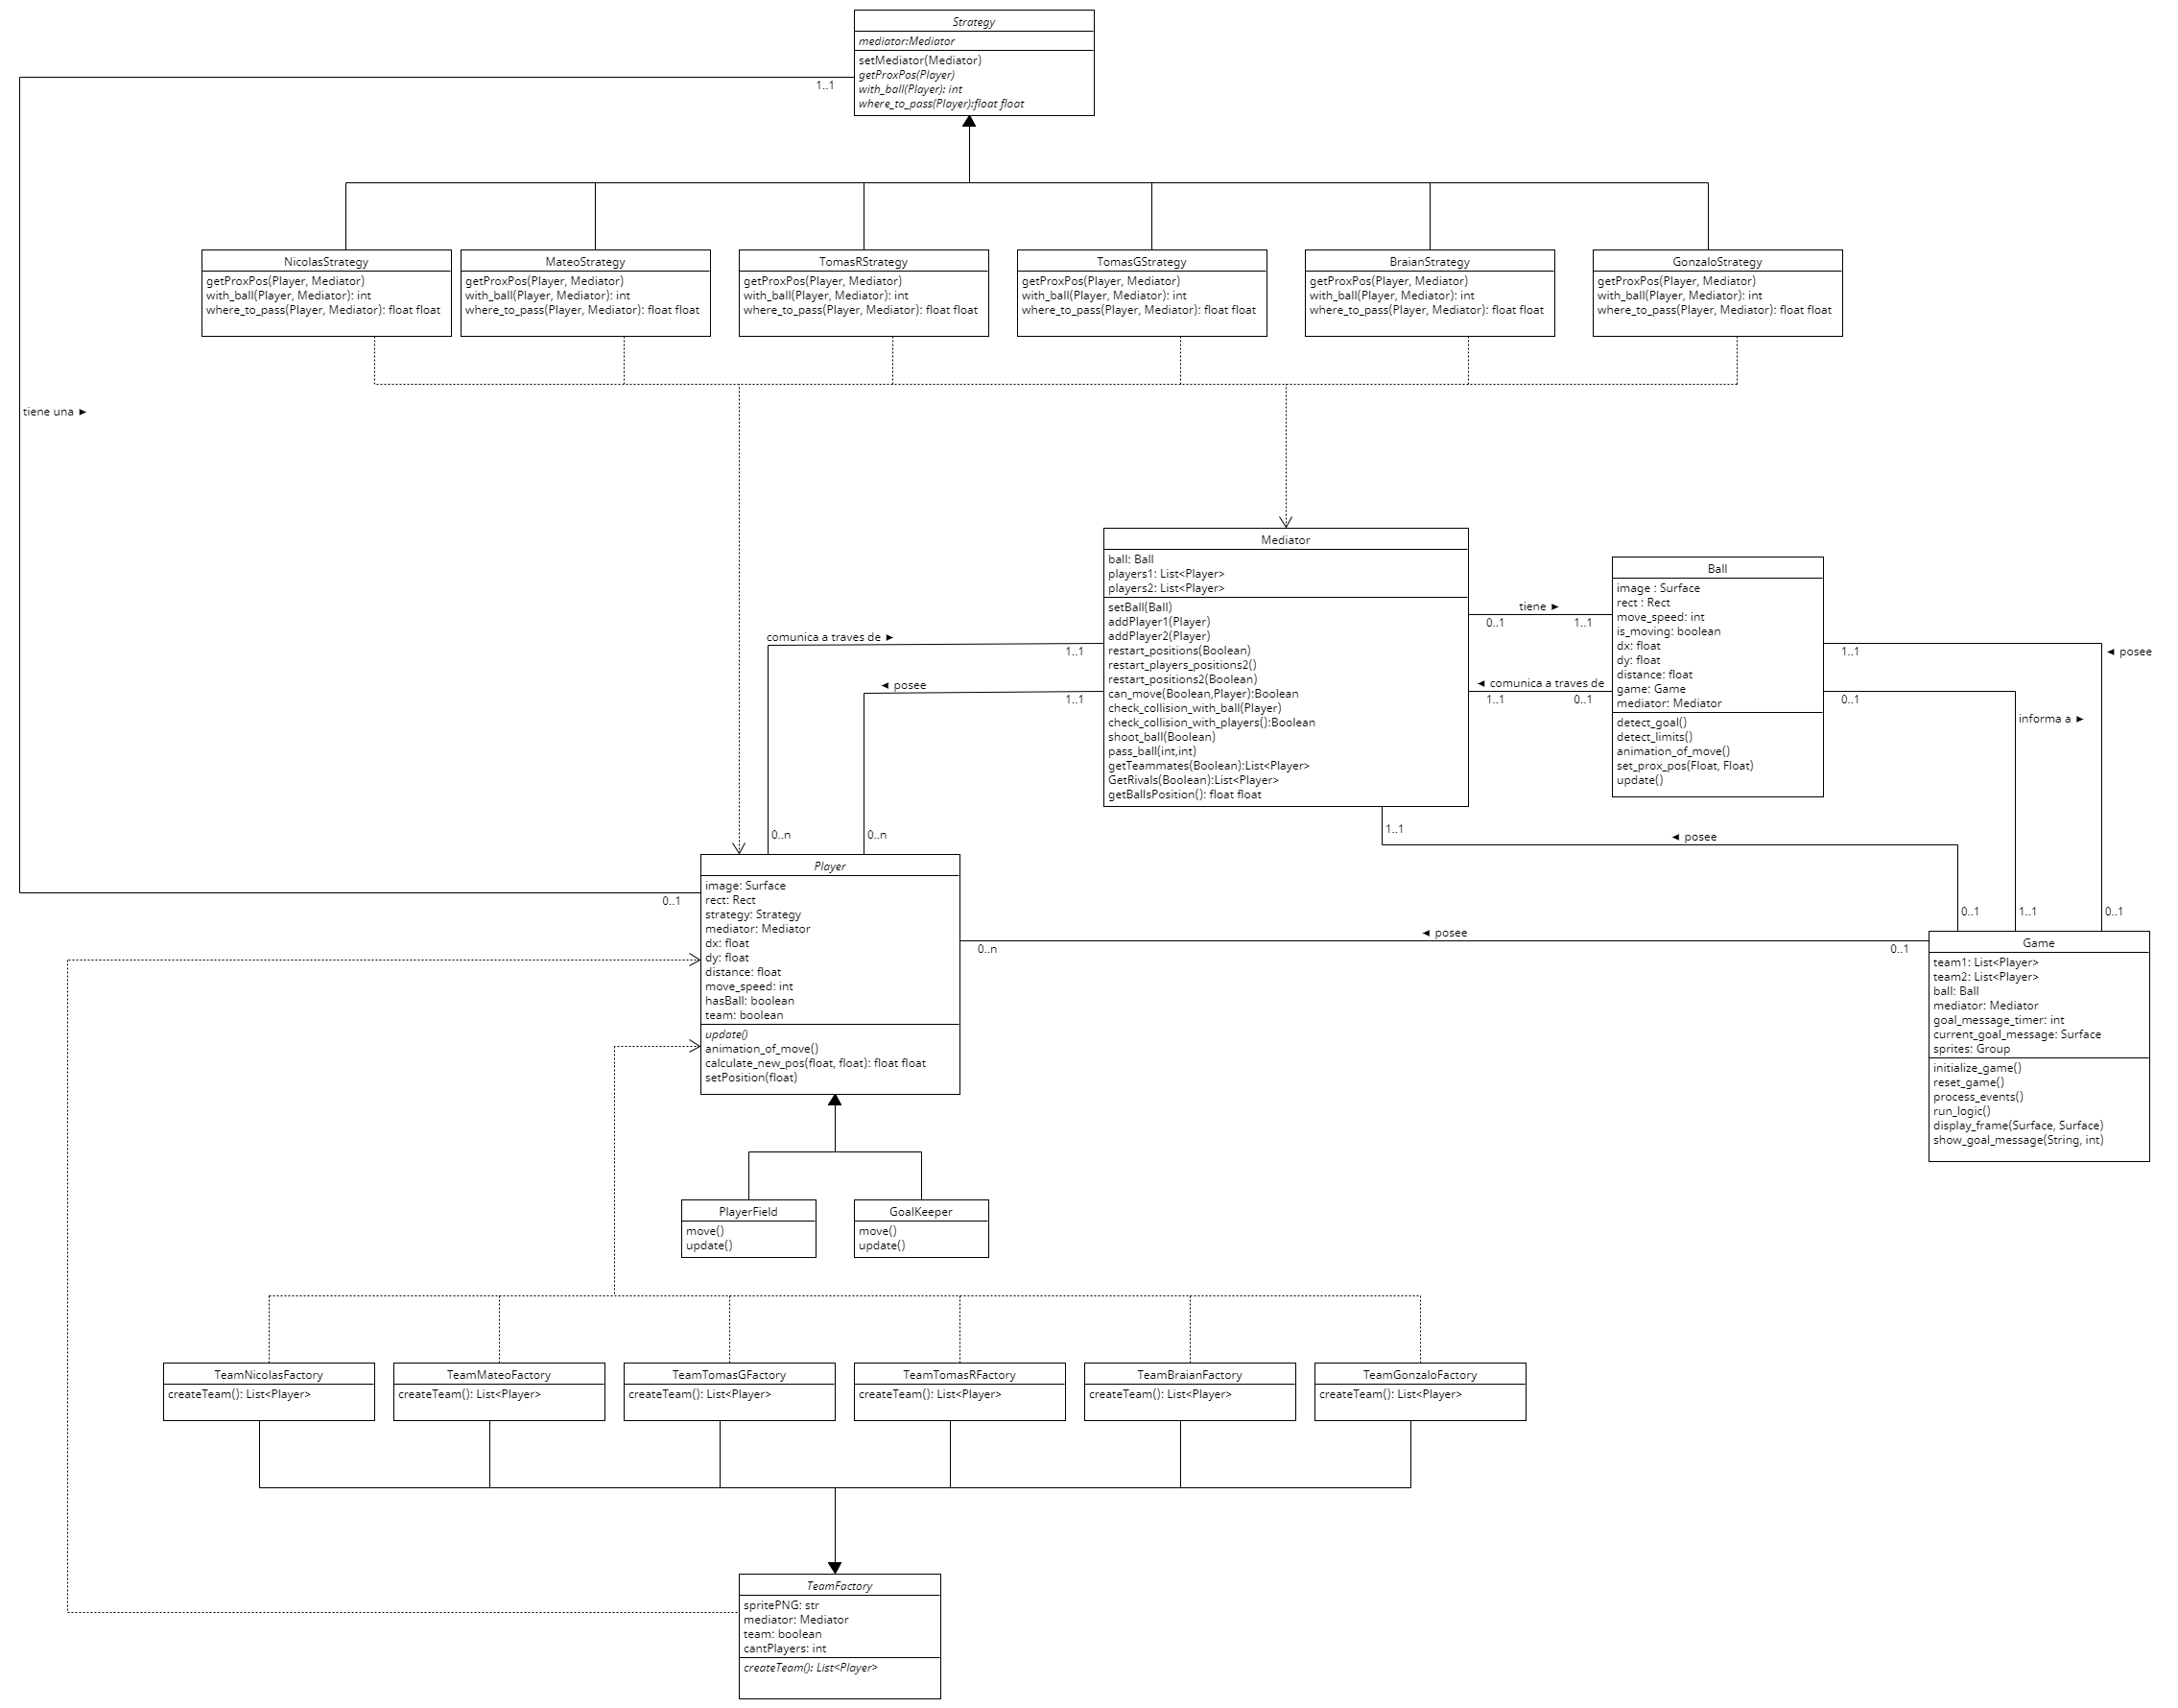 Strategy
mediator:Mediator
setMediator(Mediator)
getProxPos(Player)
with_ball(Player): int
where_to_pass(Player):float float
1..1
tiene una ►
NicolasStrategy
getProxPos(Player, Mediator)
with_ball(Player, Mediator): int
where_to_pass(Player, Mediator): float float
MateoStrategy
getProxPos(Player, Mediator)
with_ball(Player, Mediator): int
where_to_pass(Player, Mediator): float float
TomasRStrategy
getProxPos(Player, Mediator)
with_ball(Player, Mediator): int
where_to_pass(Player, Mediator): float float
TomasGStrategy
getProxPos(Player, Mediator)
with_ball(Player, Mediator): int
where_to_pass(Player, Mediator): float float
BraianStrategy
getProxPos(Player, Mediator)
with_ball(Player, Mediator): int
where_to_pass(Player, Mediator): float float
GonzaloStrategy
getProxPos(Player, Mediator)
with_ball(Player, Mediator): int
where_to_pass(Player, Mediator): float float
Mediator
ball: Ball
players1: List<Player>
players2: List<Player>
setBall(Ball)
addPlayer1(Player)
addPlayer2(Player)
restart_positions(Boolean)
restart_players_positions2()
restart_positions2(Boolean)
can_move(Boolean,Player):Boolean
check_collision_with_ball(Player)
check_collision_with_players():Boolean
shoot_ball(Boolean)
pass_ball(int,int)
getTeammates(Boolean):List<Player>
GetRivals(Boolean):List<Player>
getBallsPosition(): float float
tiene ►
0..1
1..1
◄ comunica a traves de
1..1
0..1
Ball
image : Surface
rect : Rect
move_speed: int
is_moving: boolean
dx: float
dy: float
distance: float
game: Game
mediator: Mediator
detect_goal()
detect_limits()
animation_of_move()
set_prox_pos(Float, Float)
update()
1..1
◄ posee
0..1
informa a ►
comunica a traves de ►
1..1
◄ posee
1..1
0..n
0..n
1..1
◄ posee
0..1
1..1
0..1
Player
image: Surface
rect: Rect
strategy: Strategy
mediator: Mediator
dx: float
dy: float
distance: float
move_speed: int
hasBall: boolean
team: boolean
update()
animation_of_move()
calculate_new_pos(float, float): float float
setPosition(float)
0..1
◄ posee
0..n
0..1
Game
team1: List<Player>
team2: List<Player>
ball: Ball
mediator: Mediator
goal_message_timer: int
current_goal_message: Surface
sprites: Group
initialize_game()
reset_game()
process_events()
run_logic()
display_frame(Surface, Surface)
show_goal_message(String, int)
PlayerField
move()
update()
GoalKeeper
move()
update()
TeamNicolasFactory
createTeam(): List<Player>
TeamMateoFactory
createTeam(): List<Player>
TeamTomasGFactory
createTeam(): List<Player>
TeamTomasRFactory
createTeam(): List<Player>
TeamBraianFactory
createTeam(): List<Player>
TeamGonzaloFactory
createTeam(): List<Player>
TeamFactory
spritePNG: str
mediator: Mediator
team: boolean
cantPlayers: int
createTeam(): List<Player>